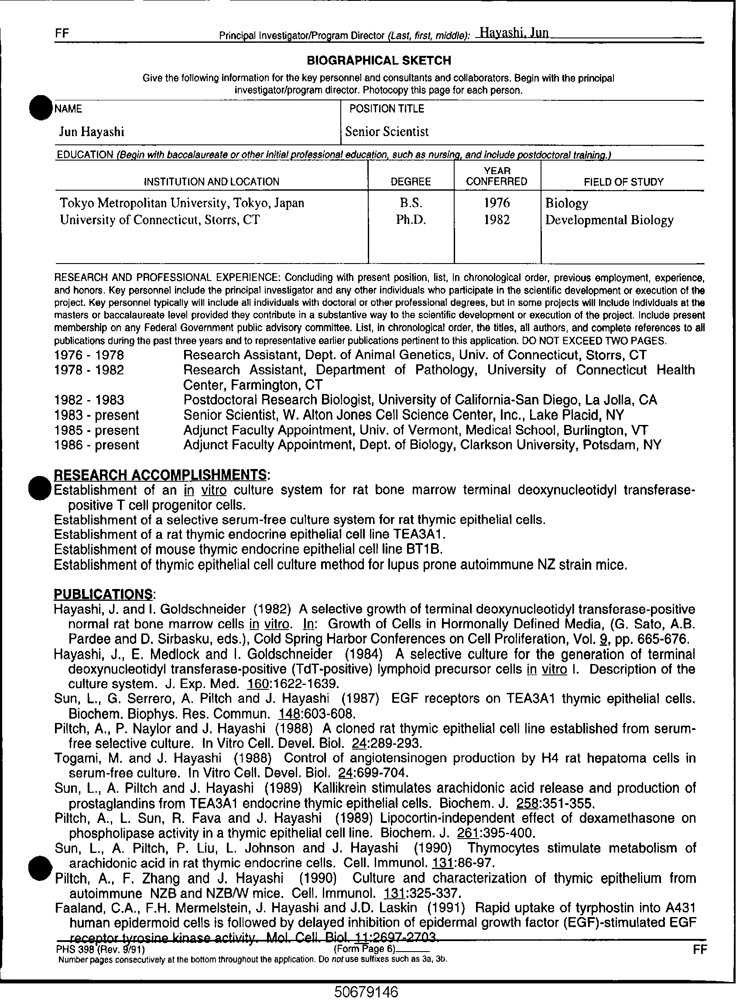 FF Principal Investigator/Program Director (Last, first, middle): Hayashi, Jun
BIOGRAPHICAL SKETCH
Give the following information for the key personnel and consultants and collaborators. Begin with the principal
investigator/program director. Photocopy this page for each person.
NAME POSITION TITLE
Jun Hayashi Senior Scientist
EDUCATION (Begin with baccalaureate or other initial professional education, such as nursing, and include postdoctoral training.)
INSTITUTION AND LOCATION DEGREE YEAR CONFERRED FIELD OF STUDY
Tokyo Metropolitan University, Tokyo, Japan B.S. 1976 Biology
University of Connecticut, Storrs, CT Ph.D. 1982 Developmental Biology
RESEARCH AND PROFESSIONAL EXPERIENCE: Concluding with present position, list, in chronological order, previous employment, experience,
and honors. Key personnel include the principal investigator and any other individuals who participate in the scientific development or execution of the
project. Key personnel typically will include all individuals with doctoral or other professional degrees, but in some projects will include individuals at the
masters or baccalaureate level provided they contribute in a substantive way to the scientific development or execution of the project. Include present
membership on any Federal Government public advisory committee. List, in chronological order, the titles, all authors, and complete references to all
publications during the past three years and to representative earlier publications pertinent to this application. DO NOT EXCEED TWO PAGES.
1976 - 1978 Research Assistant, Dept. of Animal Genetics, Univ. of Connecticut, Storrs, CT
1978 - 1982 Research Assistant, Department of Pathology, University of Connecticut Health
Center, Farmington, CT
1982 - 1983 Postdoctoral Research Biologist, University of California-San Diego, La Jolla, CA
1983 - present Senior Scientist, W. Alton Jones Cell Science Center, Inc., Lake Placid, NY
1985 - present Adjunct Faculty Appointment, Univ. of Vermont, Medical School, Burlington, VT
1986 - present Adjunct Faculty Appointment, Dept. of Biology, Clarkson University, Potsdam, NY
RESEARCH ACCOMPLISHMENTS:
Establishment of an in vitro culture system for rat bone marrow terminal deoxynucleotidyl transferase-
positive T cell progenitor cells.
Establishment of a selective serum-free culture system for rat thymic epithelial cells.
Establishment of a rat thymic endocrine epithelial cell line TEA3A1.
Establishment of mouse thymic endocrine epithelial cell line BT1B.
Establishment of thymic epithelial cell culture method for lupus prone autoimmune NZ strain mice.
PUBLICATIONS:
Hayashi, J. and I. Goldschneider (1982) A selective growth of terminal deoxynucleotidyl transferase-positive
normal rat bone marrow cells in vitro. In: Growth of Cells in Hormonally Defined Media, (G. Sato, A.B.
Pardee and D. Sirbasku, eds.), Cold Spring Harbor Conferences on Cell Proliferation, Vol. 9, pp. 665-676.
Hayashi, J., E. Medlock and I. Goldschneider (1984) A selective culture for the generation of terminal
deoxynucleotidyl transferase-positive (TdT-positive) lymphoid precursor cells in vitro I. Description of the
culture system. J. Exp. Med. 160:1622-1639.
Sun, L., G. Serrero, A. Piltch and J. Hayashi (1987) EGF receptors on TEA3A1 thymic epithelial cells.
Biochem. Biophys. Res. Commun. 148:603-608.
Piltch, A., P. Naylor and J. Hayashi (1988) A cloned rat thymic epithelial cell line established from serum-
free selective culture. In Vitro Cell. Devel. Biol. 24:289-293.
Togami, M. and J. Hayashi (1988) Control of angiotensinogen production by H4 rat hepatoma cells in
serum-free culture. In Vitro Cell. Devel. Biol. 24:699-704.
Sun, L., A. Piltch and J. Hayashi (1989) Kallikrein stimulates arachidonic acid release and production of
prostaglandins from TEA3A1 endocrine thymic epithelial cells. Biochem. J. 258:351-355.
Piltch, A., L. Sun, R. Fava and J. Hayashi (1989) Lipocortin-independent effect of dexamethasone on
phospholipase activity in a thymic epithelial cell line. Biochem. J. 261:395-400.
Sun, L., A. Piltch, P. Liu, L. Johnson and J. Hayashi (1990) Thymocytes stimulate metabolism of
arachidonic acid in rat thymic endocrine cells. Cell. Immunol. 131:86-97.
Piltch, A., F. Zhang and J. Hayashi (1990) Culture and characterization of thymic epithelium from
autoimmune NZB and NZB/W mice. Cell. Immunol. 131:325-337.
Faaland, C.A., F.H. Mermelstein, J. Hayashi and J.D. Laskin (1991) Rapid uptake of tyrphostin into A431
human epidermoid cells is followed by delayed inhibition of epidermal growth factor (EGF)-stimulated EGF
receptor tyrosine kinase activity. Mol. Cell. Biol. 11:2697-2703.
PHS 398 (Rev. 9/91) (Form Page 6) FF
Number pages consecutively at the bottom throughout the application. Do not use suffixes such as 3a, 3b.
50679146